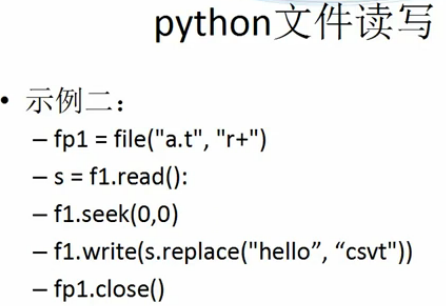 python文件读写
• 示例二：
– fp1 = file("a.t", "r+")
– s = f1.read():
– f1.seek(0,0)
– f1.write(s.replace("hello”, “csvt"))
– fp1.close()